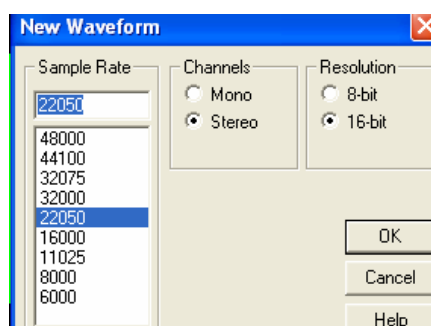 New Waveform
Sample Rate
22050
48000
44100
32075
32000
22050
16000
11025
8000
6000
Channels
Mono
Stereo
Resolution
8-bit
16-bit
OK
Cancel
Help